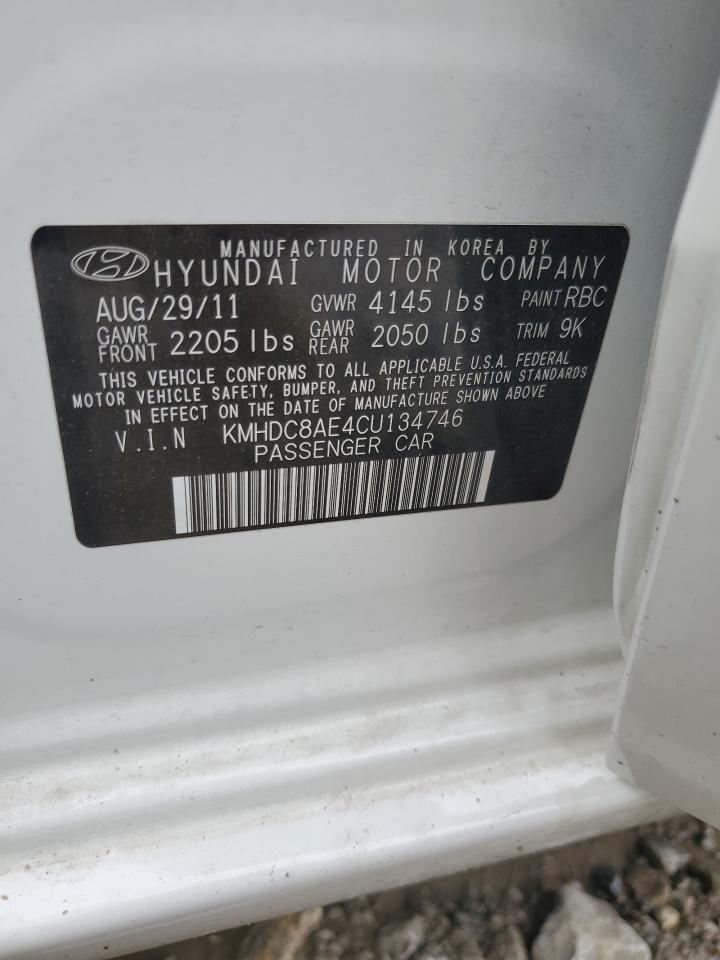 MANUFACTURED IN KOREA BY
HYUNDAI MOTOR COMPANY
AUG/29/11 GVWR 4145 lbs PAINT RBC
GAWR FRONT 2205 lbs GAWR REAR 2050 lbs TRIM 9K
THIS VEHICLE CONFORMS TO ALL APPLICABLE U.S.A. FEDERAL
MOTOR VEHICLE SAFETY, BUMPER, AND THEFT PREVENTION STANDARDS
IN EFFECT ON THE DATE OF MANUFACTURE SHOWN ABOVE
V.I.N KMHDC8AE4CU134746
PASSENGER CAR